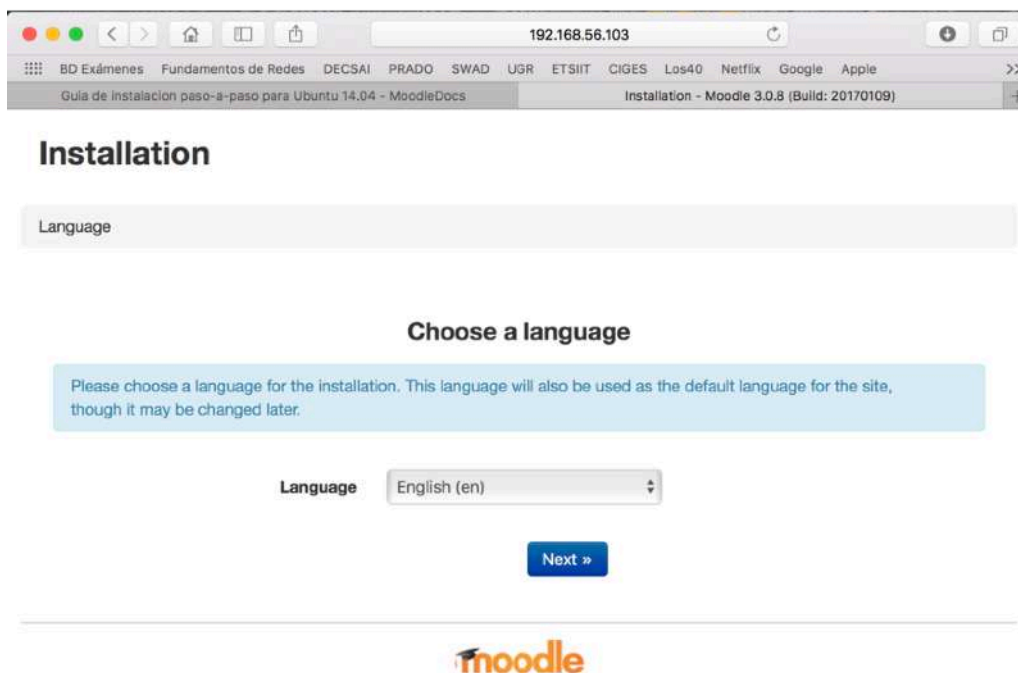 192.168.56.103
BD Exámenes Fundamentos de Redes DECSAI PRADO SWAD UGR ETSIIT CIGES Los40 Netflix Google Apple >>
Guia de instalacion paso-a-paso para Ubuntu 14.04 - MoodleDocs Installation - Moodle 3.0.8 (Build: 20170109)
Installation
Language
Choose a language
Please choose a language for the installation. This language will also be used as the default language for the site,
though it may be changed later.
Language English (en)
Next »
moodle